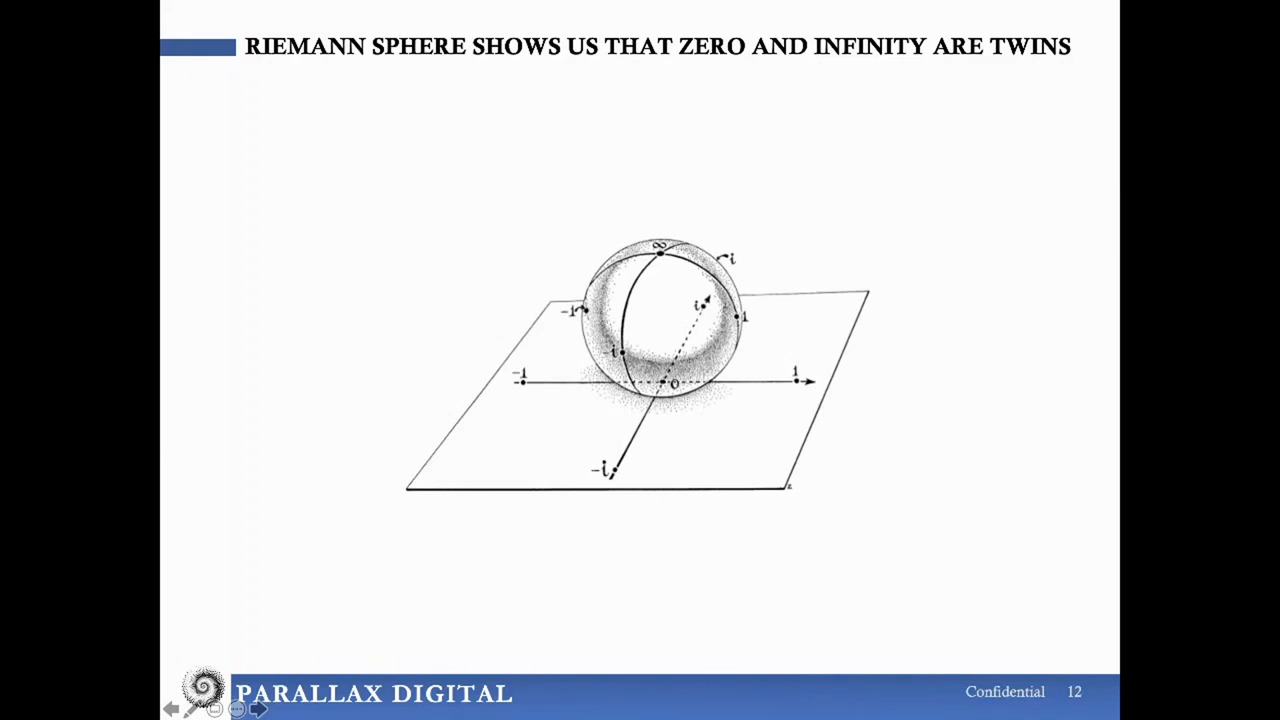 RIEMANN SPHERE SHOWS US THAT ZERO AND INFINITY ARE TWINS
∞
i
-1
i
1
-i
-1
0
1
-i
z
PARALLAX DIGITAL
Confidential 12